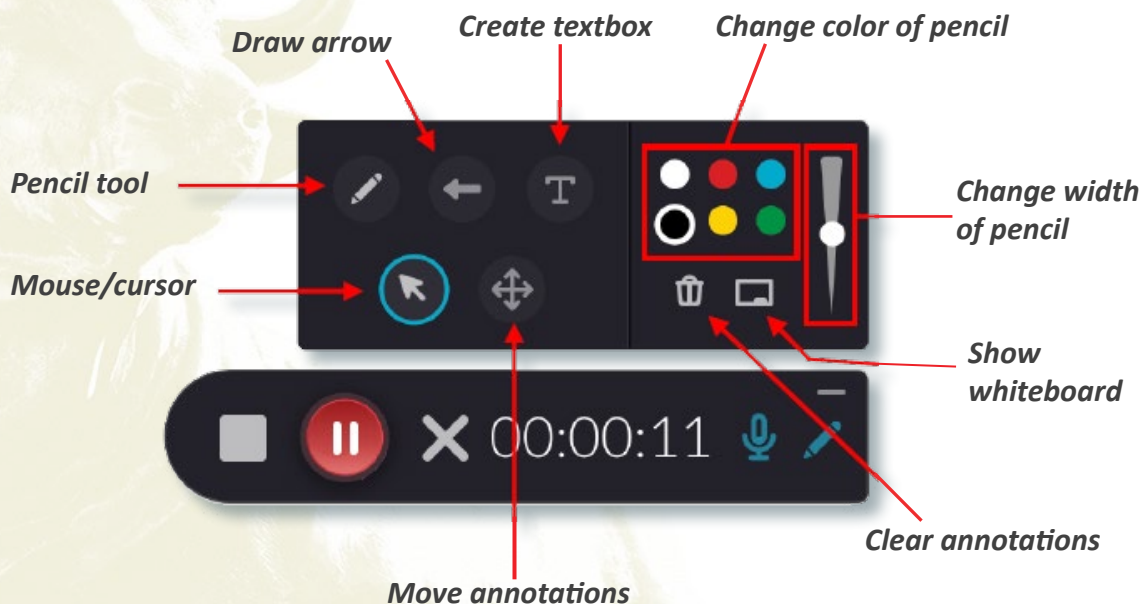 Draw arrow
Create textbox
Change color of pencil
Pencil tool
T
Change width
of pencil
Mouse/cursor
Show
whiteboard
00:00:11
Clear annotations
Move annotations